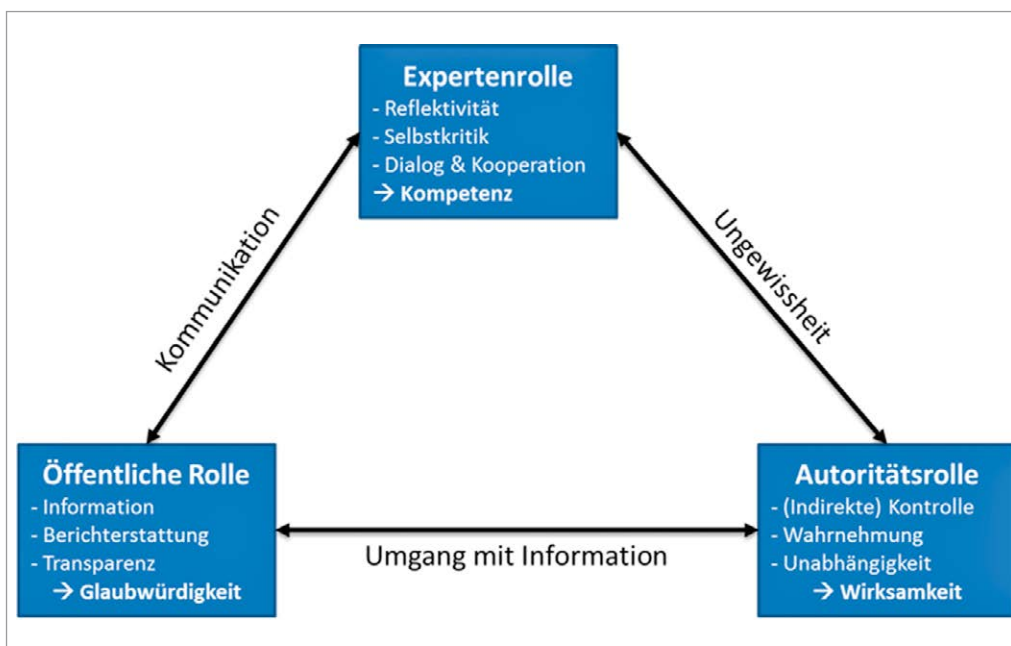 Expertenrolle
- Reflektivität
- Selbstkritik
- Dialog & Kooperation
→ Kompetenz
Kommunikation
Ungewissheit
Öffentliche Rolle
- Information
- Berichterstattung
- Transparenz
→ Glaubwürdigkeit
Umgang mit Information
Autoritätsrolle
- (Indirekte) Kontrolle
- Wahrnehmung
- Unabhängigkeit
→ Wirksamkeit